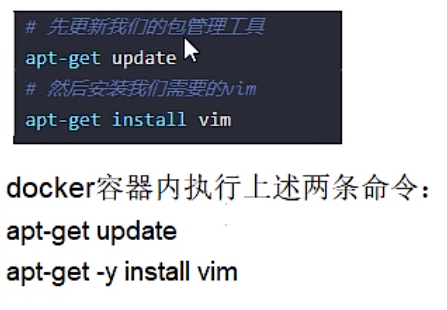 # 先更新我们的包管理工具
apt-get update
# 然后安装我们需要的vim
apt-get install vim
docker容器内执行上述两条命令：
apt-get update
apt-get -y install vim